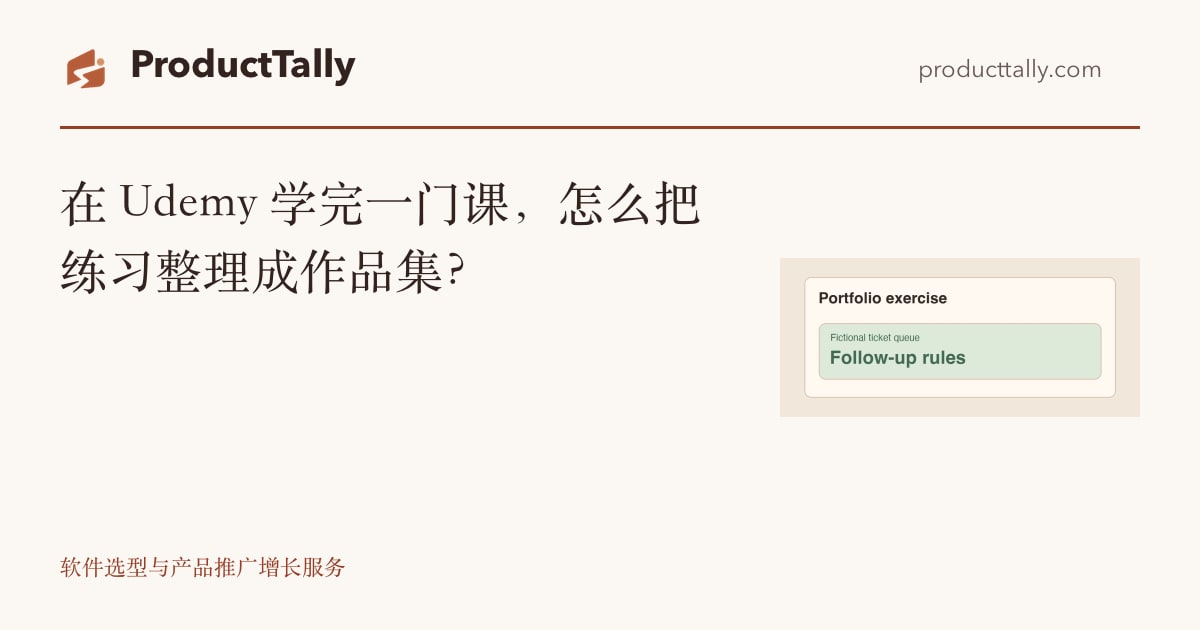 ProductTally
producttally.com
在 Udemy 学完一门课，怎么把
练习整理成作品集？
Portfolio exercise
Fictional ticket queue
Follow-up rules
软件选型与产品推广增长服务